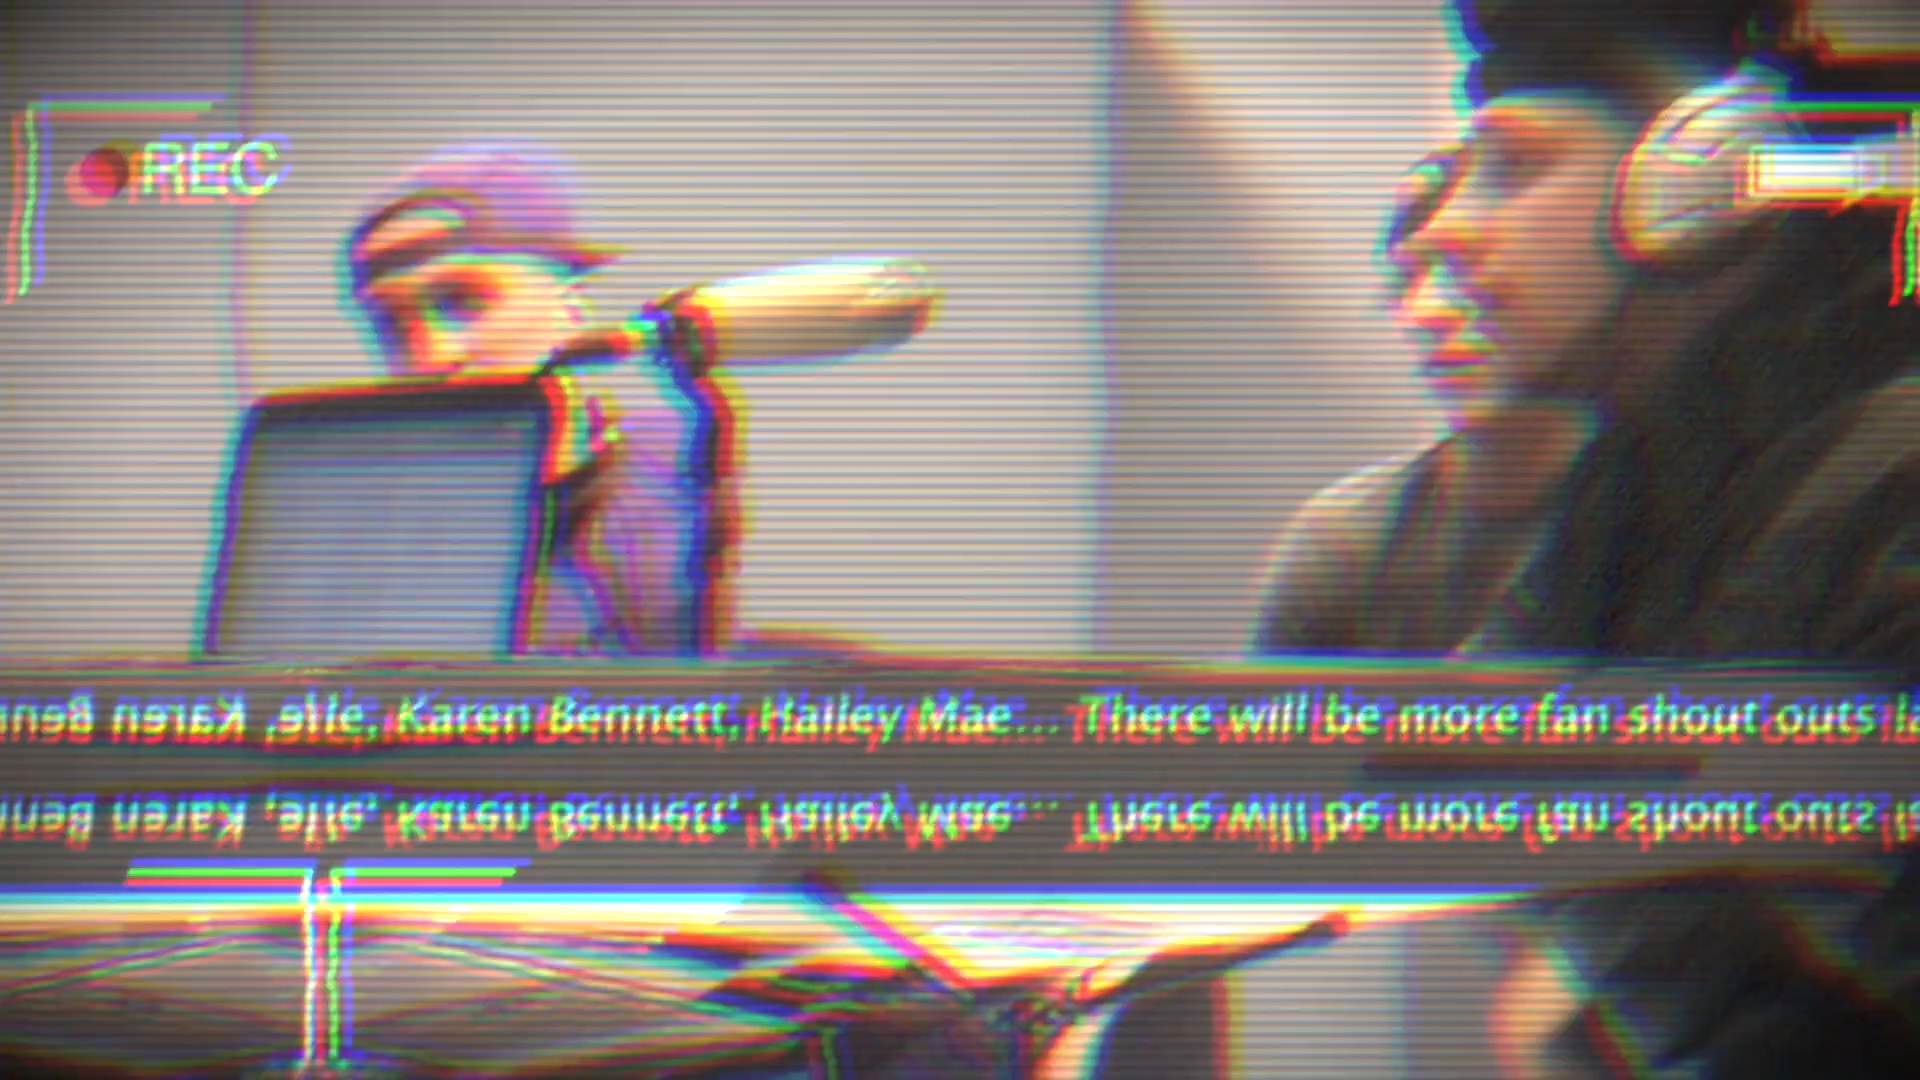 REC
elle, Karen Bennett, Hailey Mae... There will be more fan shout outs
elle, Karen Bennett, Hailey Mae... There will be more fan shout outs